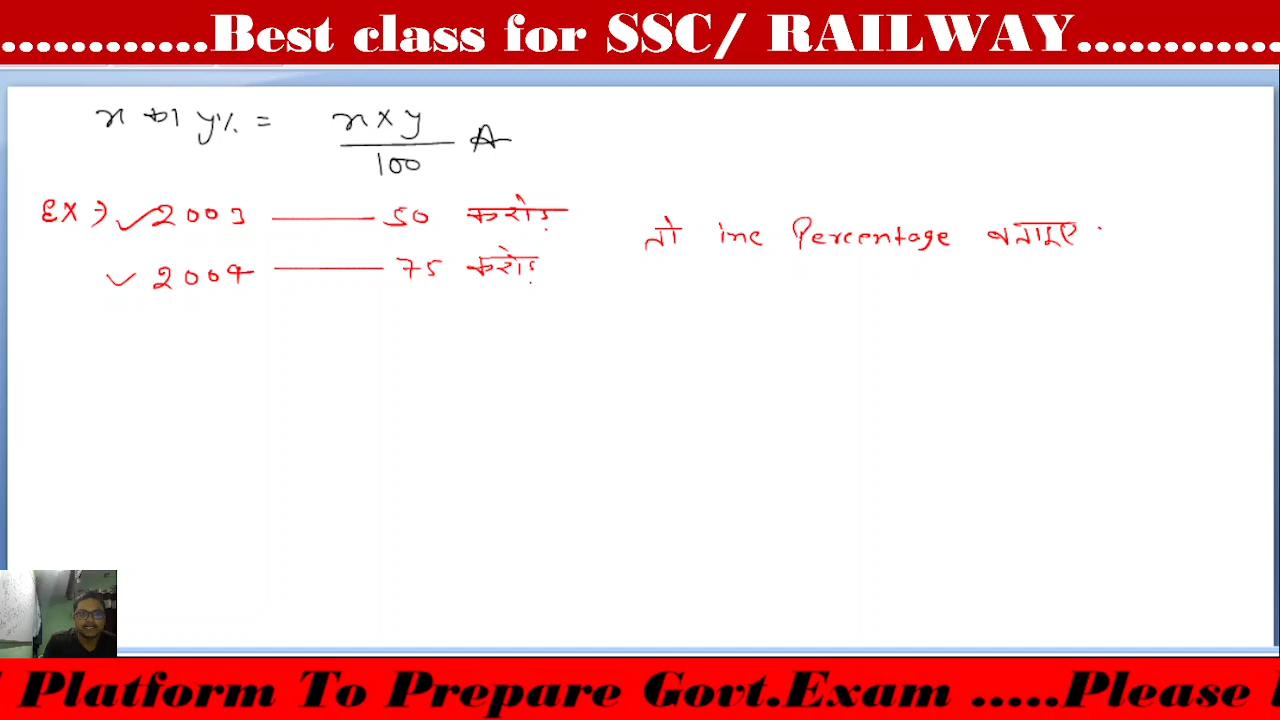 ............Best class for SSC/ RAILWAY............
x का y% = x × y / 100 A
Ex → ✓ 2003 —— 50 करोड़
तो inc Percentage बताइए .
✓ 2004 —— 75 करोड़
Platform To Prepare Govt.Exam .....Please